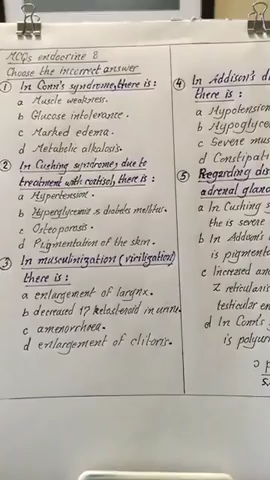 MCQs endocrine 8
Choose the incorrect answer
① In Conn's syndrome, there is :
a Muscle weakness.
b Glucose intolerance.
c Marked edema.
d Metabolic alkalosis.
② In Cushing syndrome, due to
treatment with cortisol, there is :
a Hypertension.
b Hyperglycemia & diabetes mellitus.
c Osteoporosis.
d Pigmentation of the skin.
③ In musculinization (virilization)
there is :
a enlargement of larynx.
b decreased 17 ketosteroid in urine.
c amenorrhea.
d enlargement of clitoris.
④ In Addison's d
there is :
a Hypotension
b Hypoglyce
c Severe mus
d Constipati
⑤ Regarding dis
adrenal gland
a In Cushing s
the is severe
b In Addison's
is pigmenta
c Increased an
Z reticularis
testicular en
d In Conn's
is polyuri